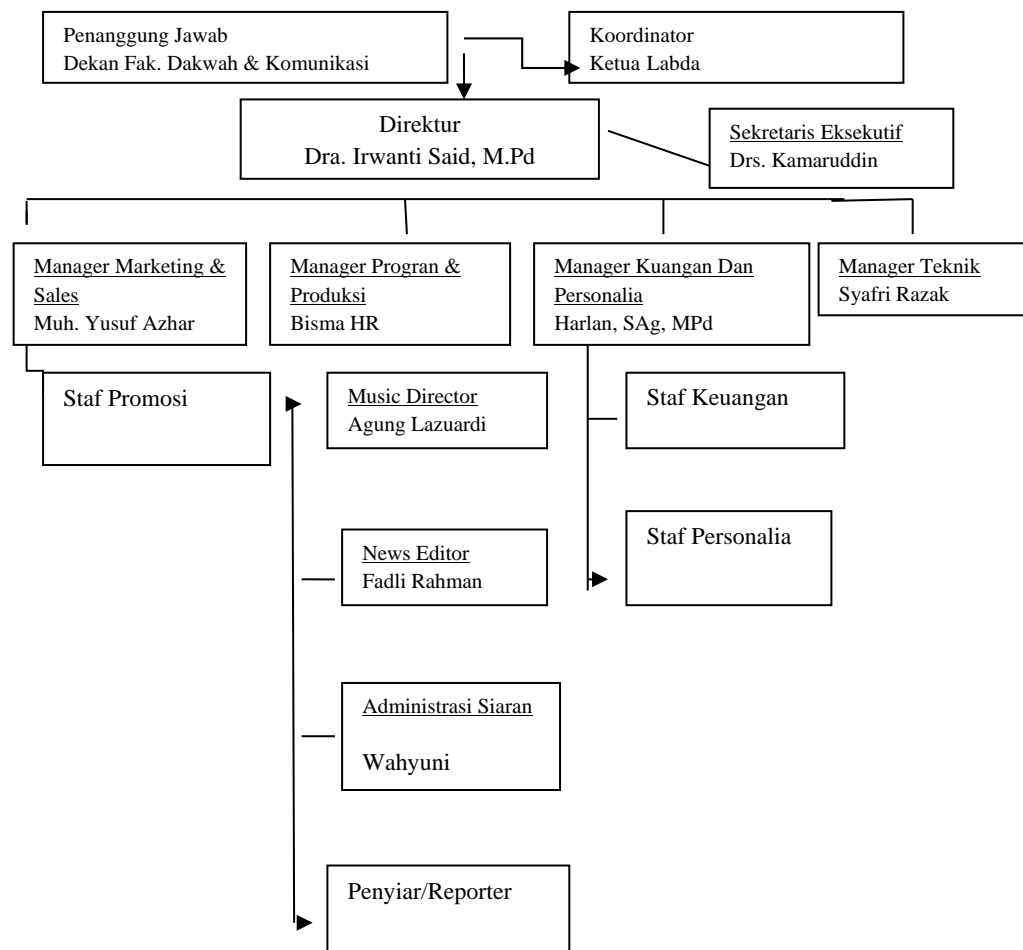 Penanggung Jawab
Dekan Fak. Dakwah & Komunikasi
Koordinator
Ketua Labda
Direktur
Dra. Irwanti Said, M.Pd
Sekretaris Eksekutif
Drs. Kamaruddin
Manager Marketing &
Sales
Muh. Yusuf Azhar
Manager Progran &
Produksi
Bisma HR
Manager Kuangan Dan
Personalia
Harlan, SAg, MPd
Manager Teknik
Syafri Razak
Staf Promosi
Music Director
Agung Lazuardi
Staf Keuangan
News Editor
Fadli Rahman
Staf Personalia
Administrasi Siaran
Wahyuni
Penyiar/Reporter